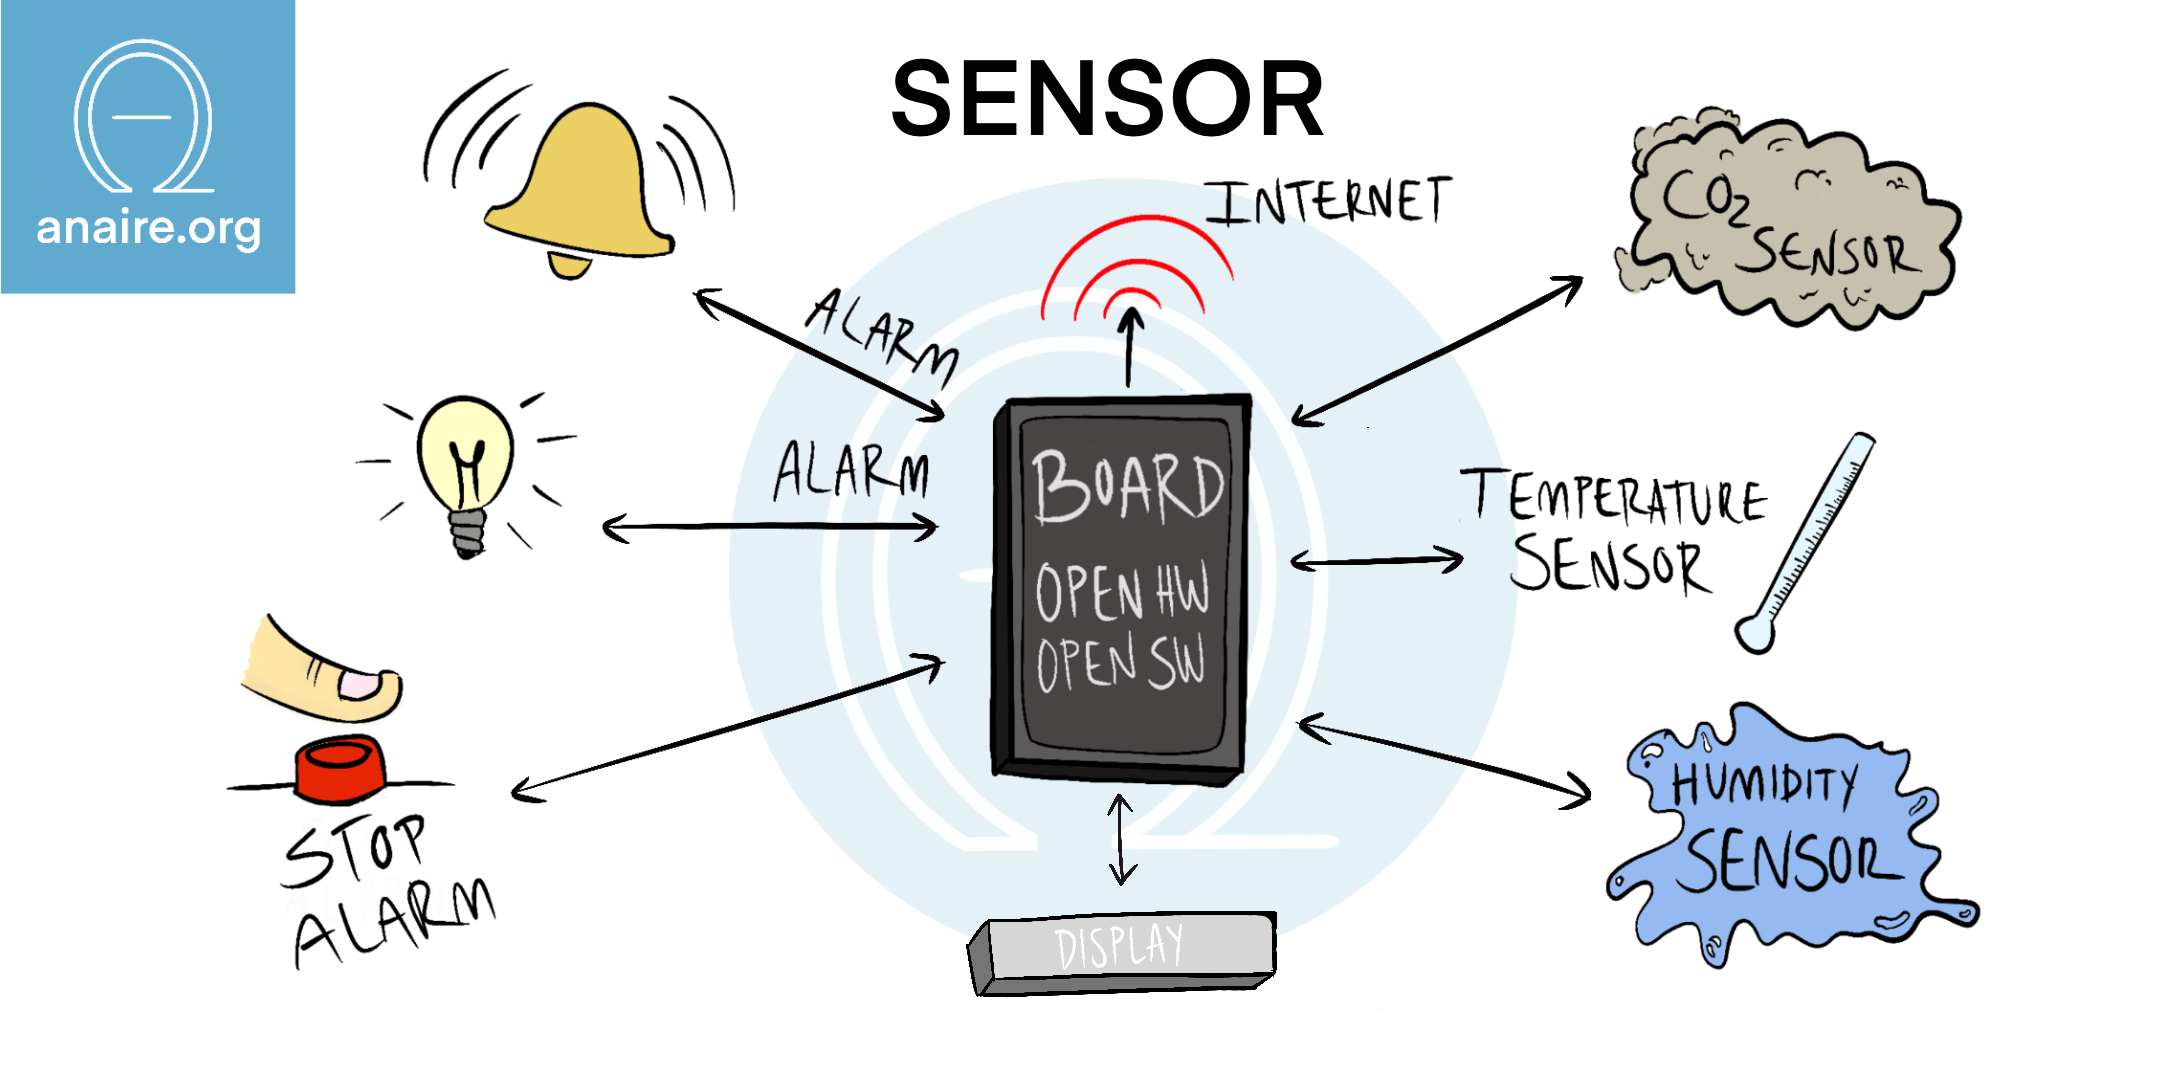 anaire.org
SENSOR
INTERNET
CO2
SENSOR
ALARM
ALARM
BOARD
OPEN HW
OPEN SW
TEMPERATURE
SENSOR
STOP
ALARM
HUMIDITY
SENSOR
DISPLAY